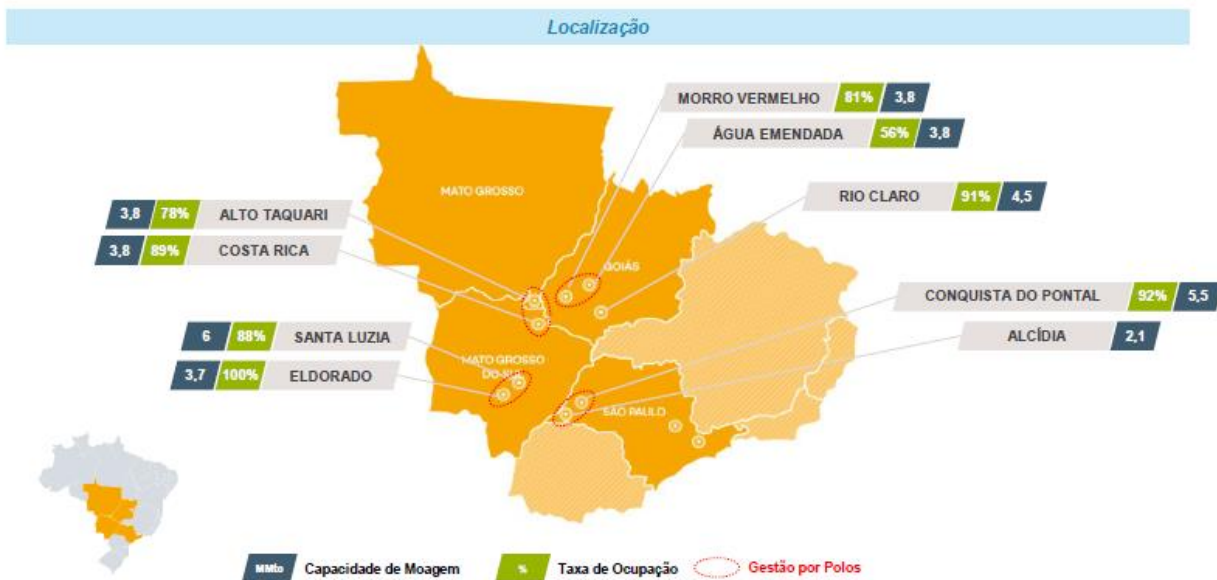 Localização
MORRO VERMELHO 81% 3,8
ÁGUA EMENDADA 56% 3,8
MATO GROSSO
RIO CLARO 91% 4,5
3,8 78% ALTO TAQUARI
3,8 89% COSTA RICA
GOIÁS
CONQUISTA DO PONTAL 92% 5,5
ALCÍDIA 2,1
6 88% SANTA LUZIA
3,7 100% ELDORADO
MATO GROSSO
DO SUL
SÃO PAULO
MMto Capacidade de Moagem % Taxa de Ocupação Gestão por Polos